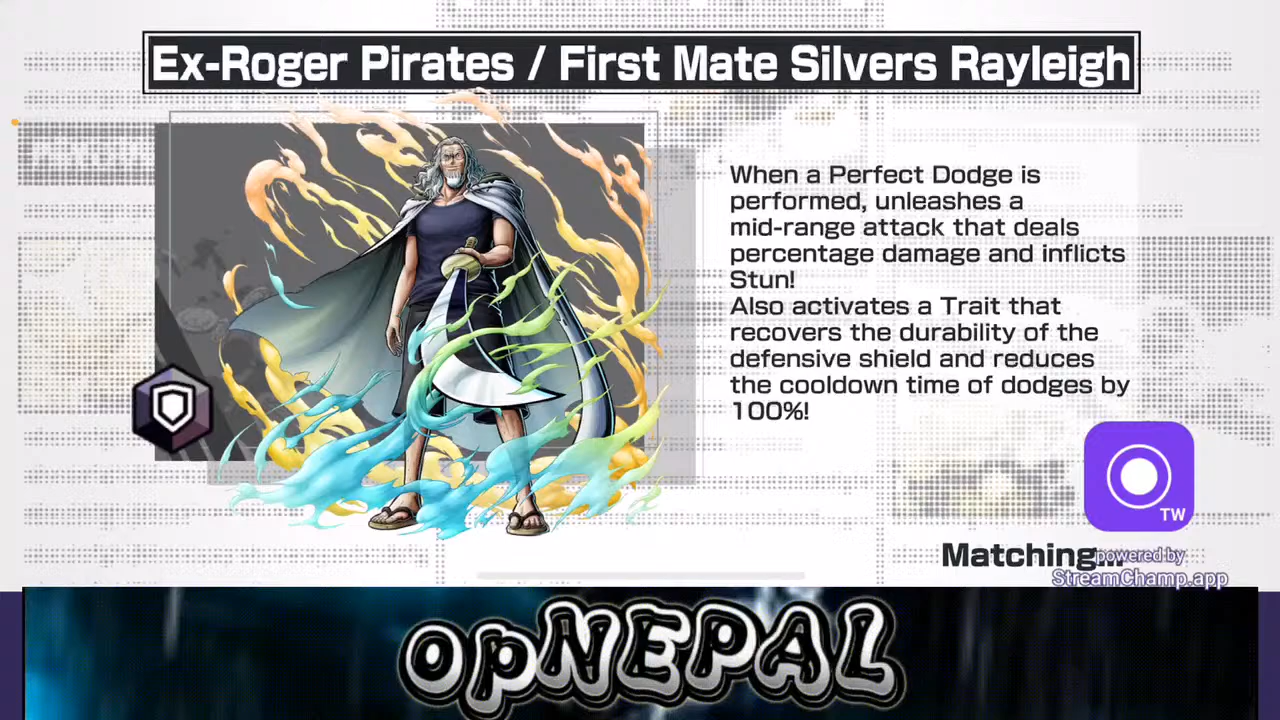 Ex-Roger Pirates / First Mate Silvers Rayleigh
When a Perfect Dodge is
performed, unleashes a
mid-range attack that deals
percentage damage and inflicts
Stun!
Also activates a Trait that
recovers the durability of the
defensive shield and reduces
the cooldown time of dodges by
100%!
TW
Matching...
powered by
StreamChamp.app
OpNEPAL